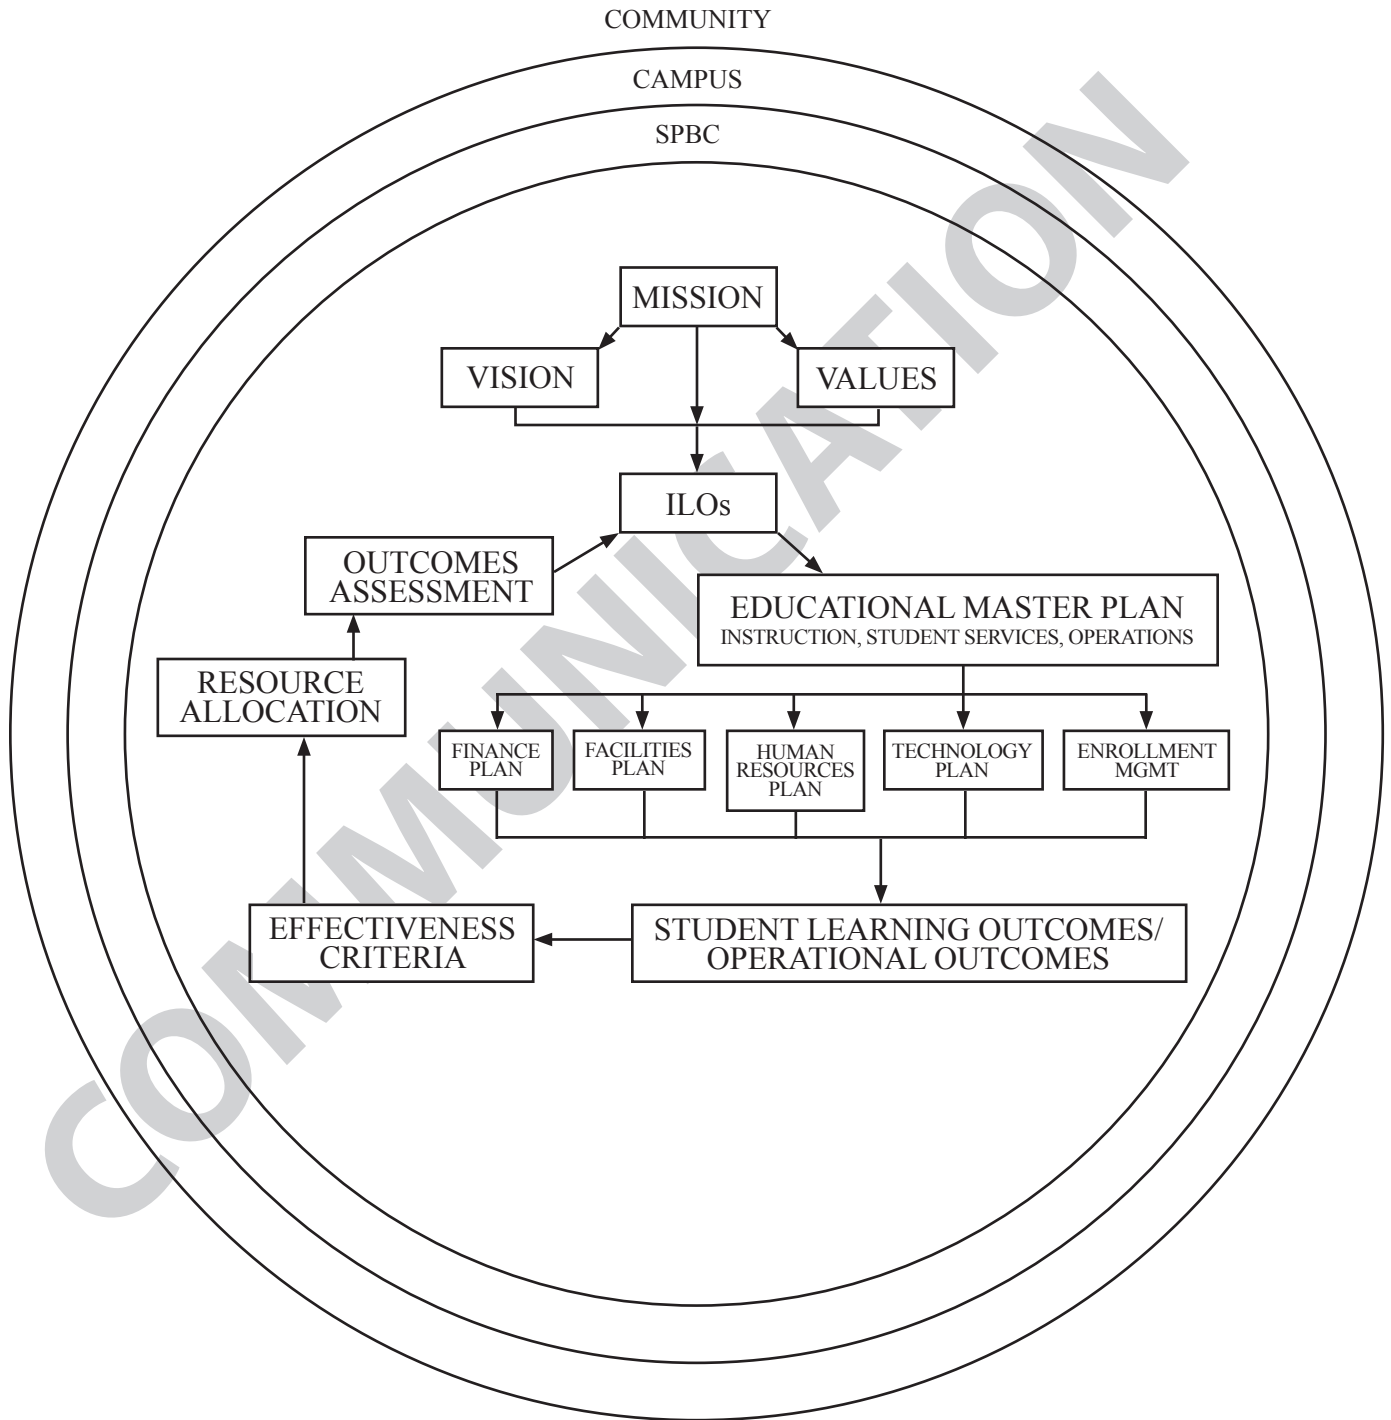 COMMUNITY
CAMPUS
SPBC
COMMUNICATION
MISSION
VISION
VALUES
ILOs
OUTCOMES
ASSESSMENT
EDUCATIONAL MASTER PLAN
INSTRUCTION, STUDENT SERVICES, OPERATIONS
RESOURCE
ALLOCATION
FINANCE
PLAN
FACILITIES
PLAN
HUMAN
RESOURCES
PLAN
TECHNOLOGY
PLAN
ENROLLMENT
MGMT
STUDENT LEARNING OUTCOMES/
OPERATIONAL OUTCOMES
EFFECTIVENESS
CRITERIA